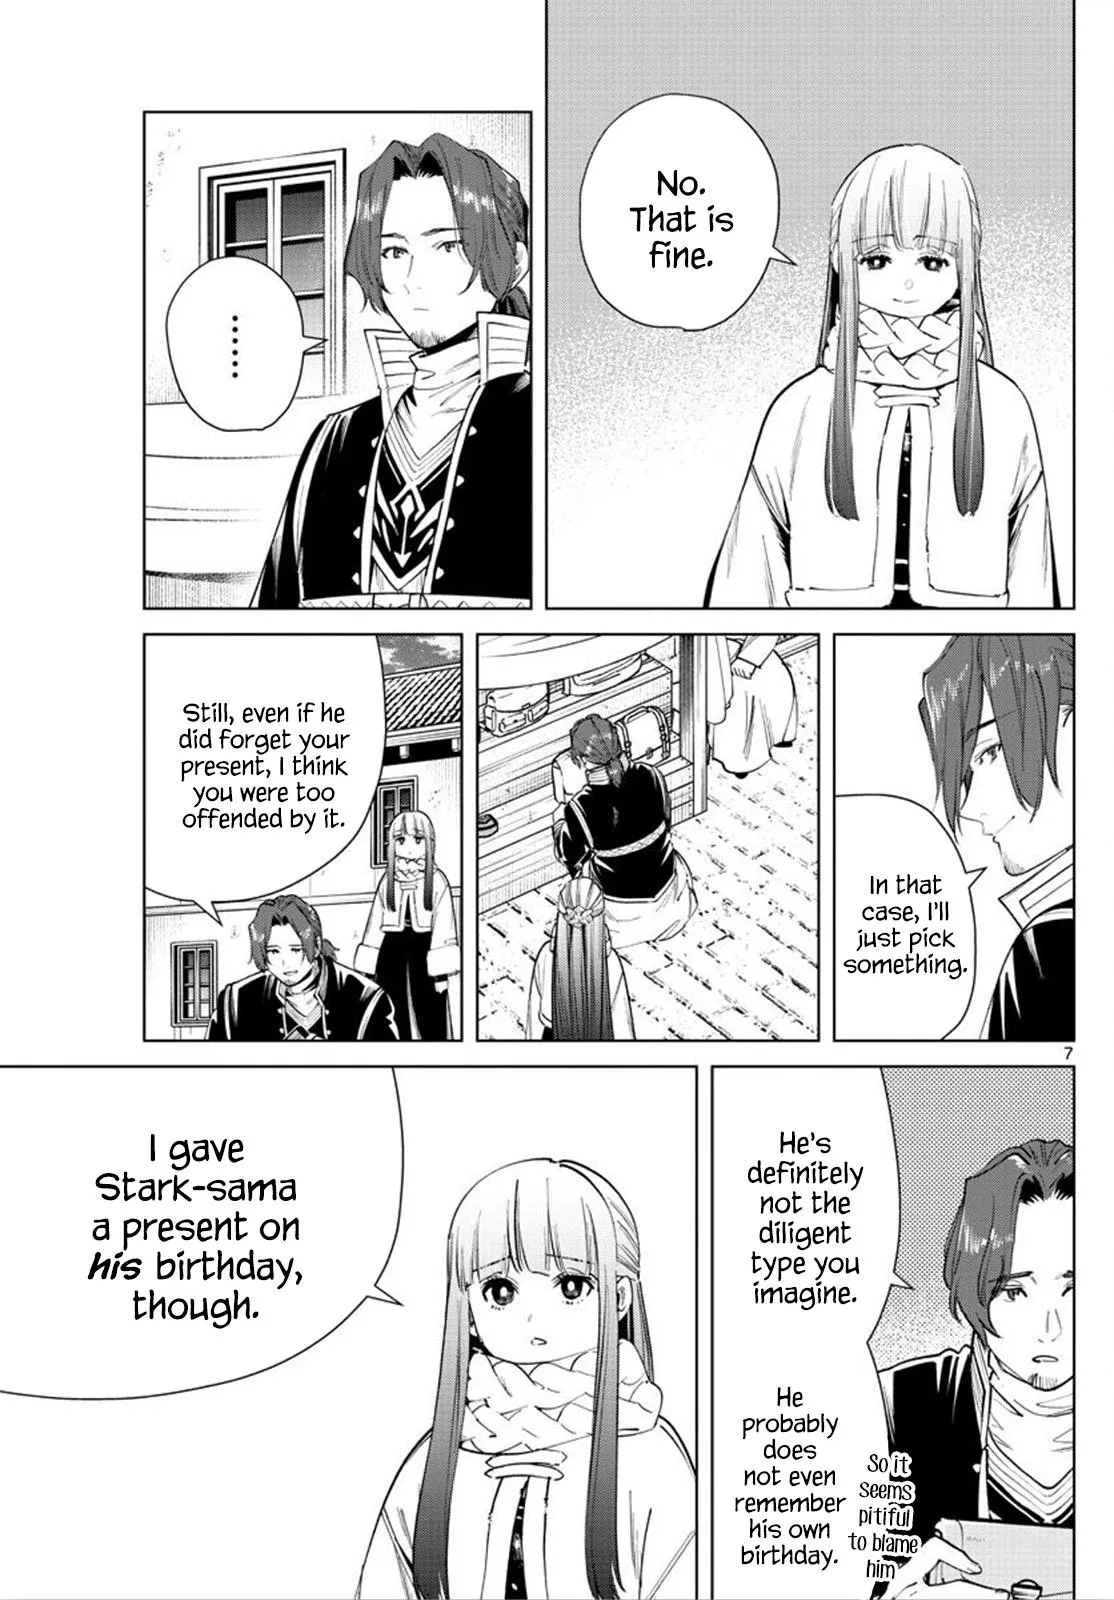 No.
That is
fine.
⋮
In that
case, I'll
just pick
something.
Still, even if he
did forget your
present, I think
you were too
offended by it.
7
He's
definitely
not the
diligent
type you
imagine.
He
probably
does
not even
remember
his own
birthday.
So it
seems
pitiful
to blame
him
I gave
Stark-sama
a present on
his birthday,
though.